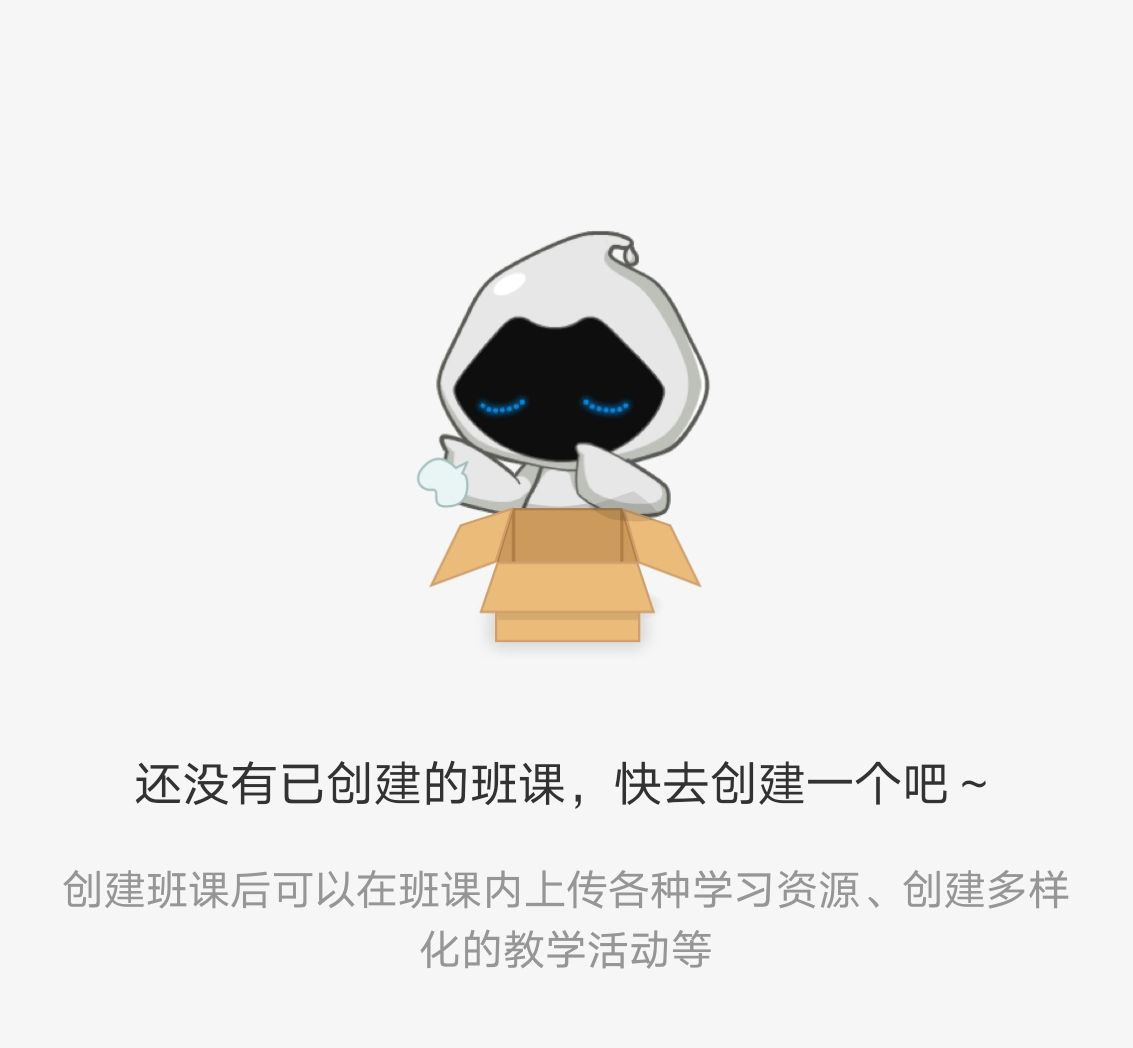 还没有已创建的班课，快去创建一个吧～
创建班课后可以在班课内上传各种学习资源、创建多样
化的教学活动等